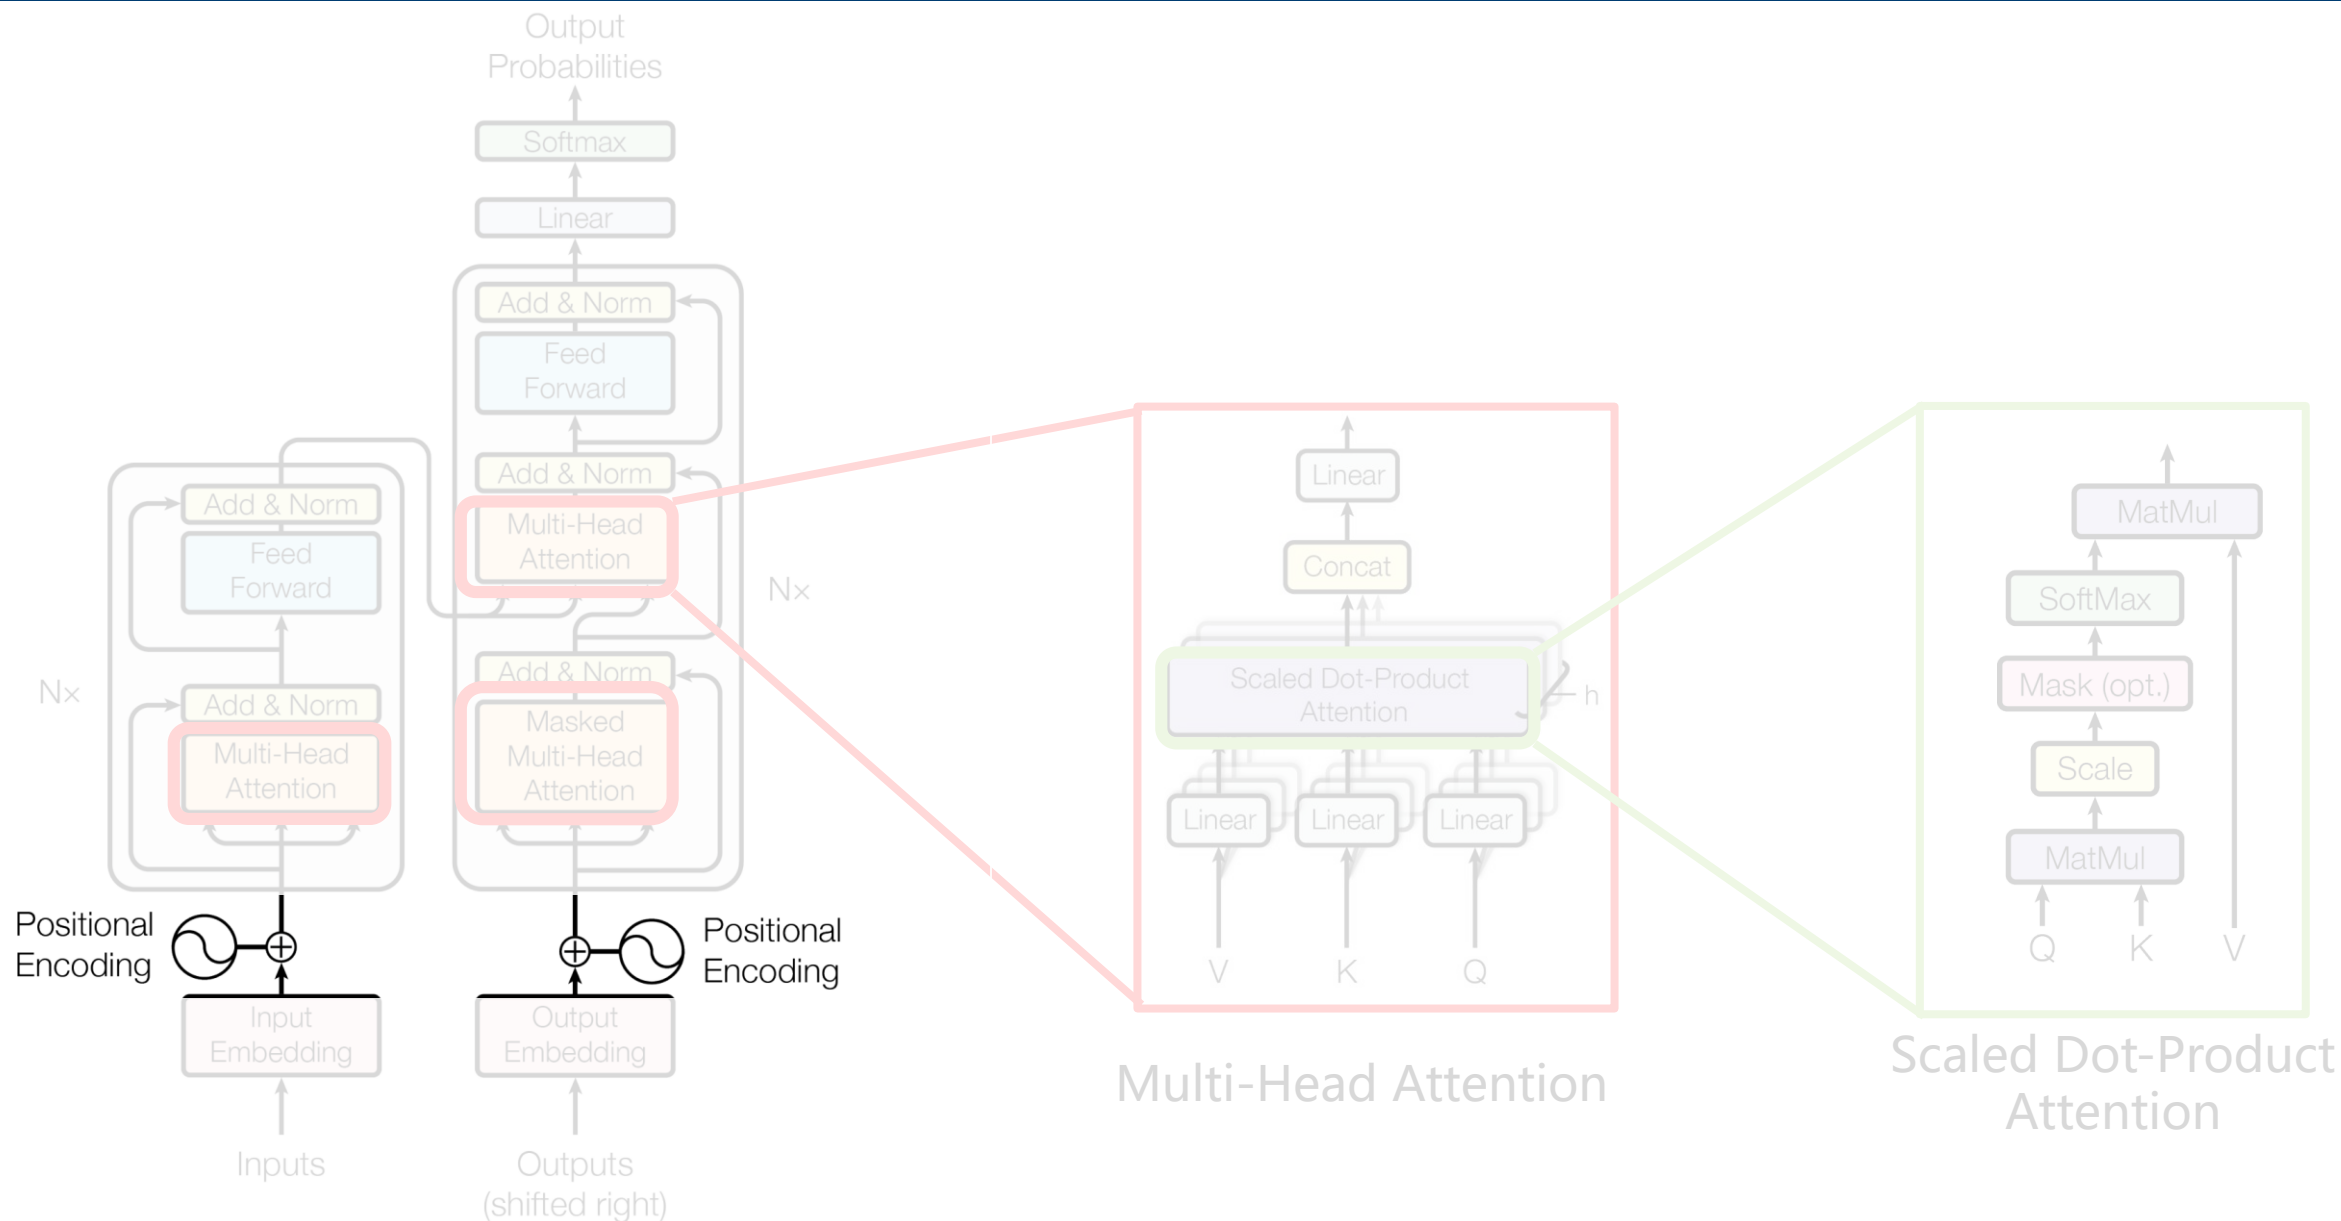 Output
Probabilities
Softmax
Linear
Add & Norm
Feed
Forward
Add & Norm
Multi-Head
Attention
Nx
Add & Norm
Masked
Multi-Head
Attention
Positional
Encoding
Output
Embedding
Outputs
(shifted right)
Add & Norm
Feed
Forward
Nx
Add & Norm
Multi-Head
Attention
Positional
Encoding
Input
Embedding
Inputs
Linear
Concat
Scaled Dot-Product
Attention
h
Linear
Linear
Linear
V
K
Q
Multi-Head Attention
MatMul
SoftMax
Mask (opt.)
Scale
MatMul
Q
K
V
Scaled Dot-Product
Attention